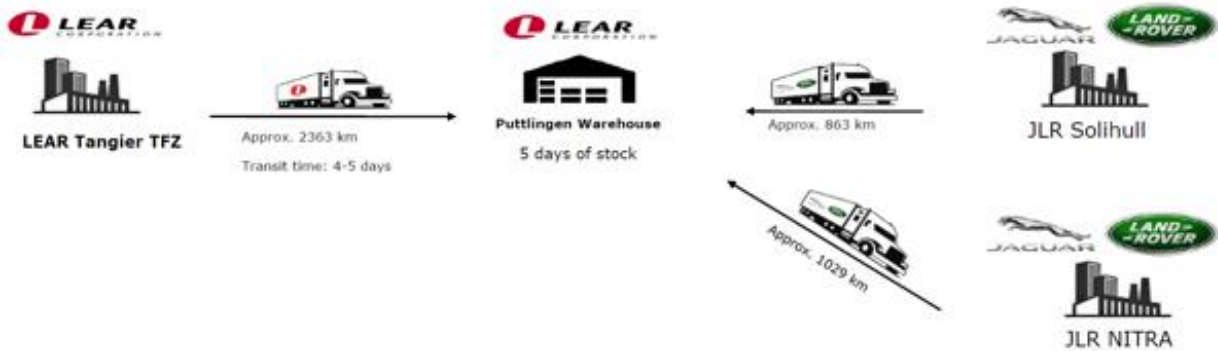 LEAR
CORPORATION
LEAR Tangier TFZ
Approx. 2363 km
Transit time: 4-5 days
LEAR
CORPORATION
Puttlingen Warehouse
5 days of stock
Approx. 863 km
JAGUAR
LAND-
-ROVER
JLR Solihull
Approx. 1029 km
JAGUAR
LAND-
-ROVER
JLR NITRA